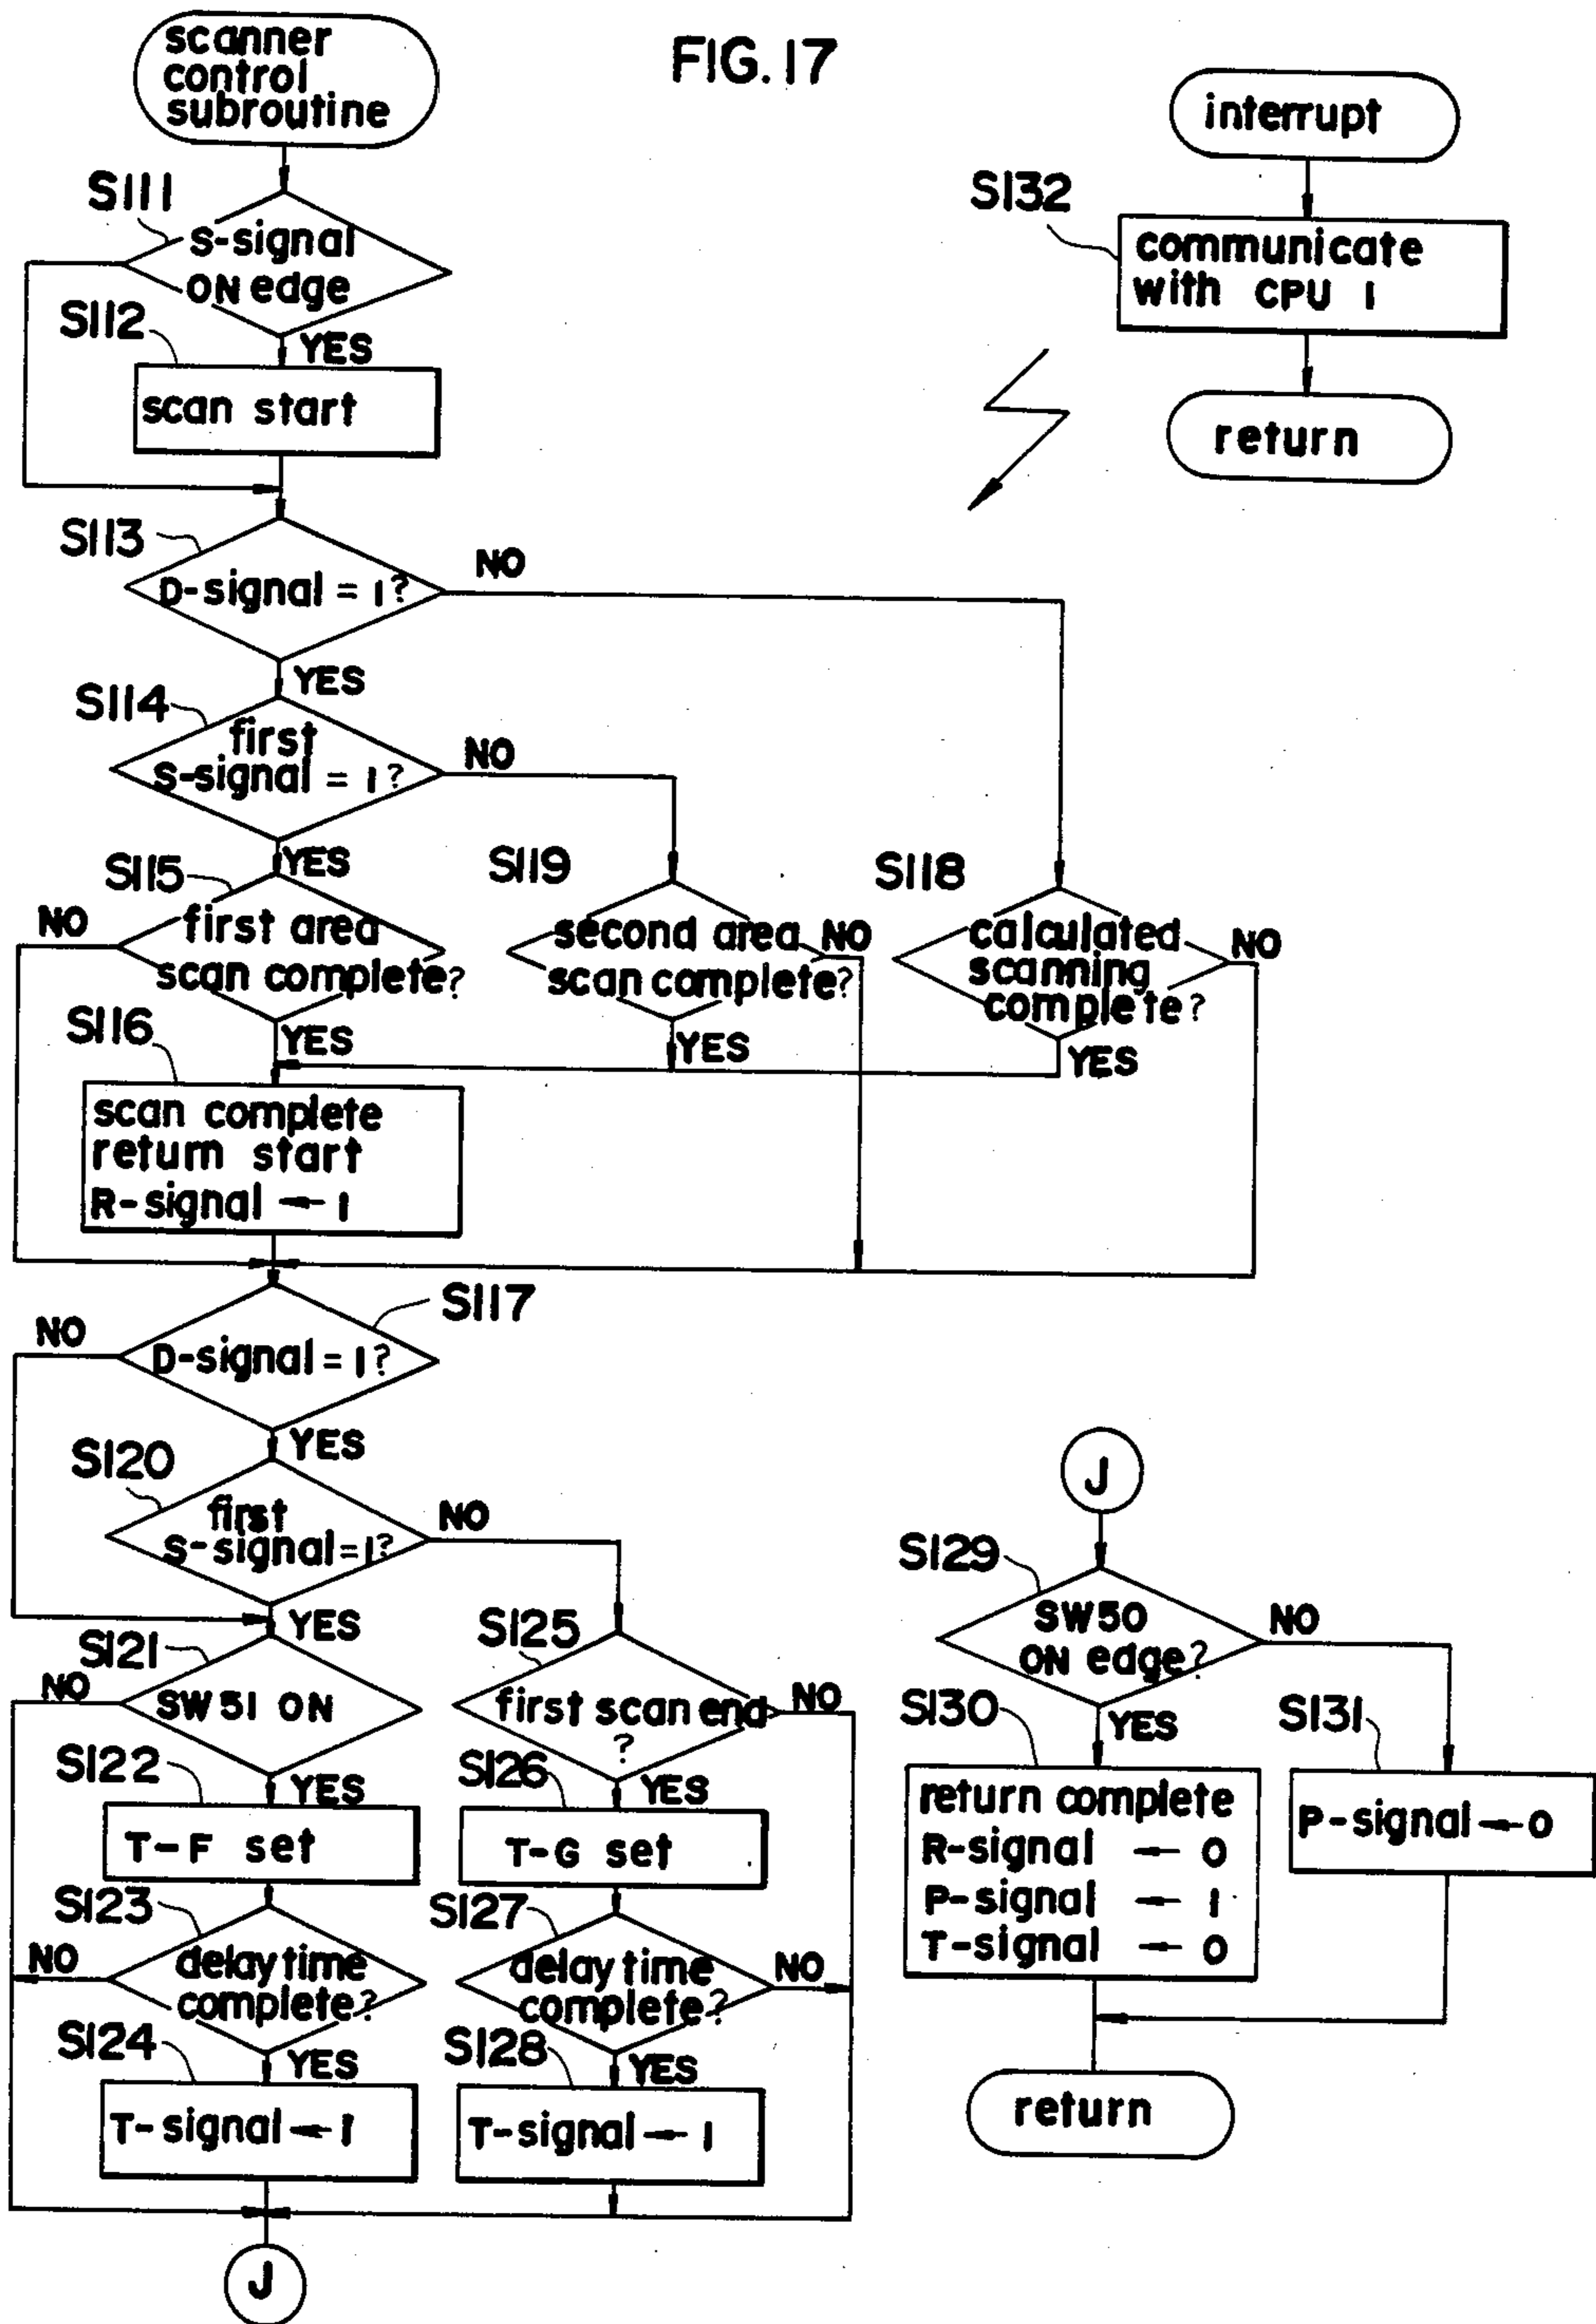 FIG. 17
scanner
control
subroutine
S111
S-signal
ON edge
YES
S112
scan start
S113
D-signal = 1?
NO
YES
S114
first
S-signal = 1?
NO
YES
S115
first area
scan complete?
NO
YES
S119
second area
scan complete?
NO
YES
S118
calculated
scanning
complete?
NO
YES
S116
scan complete
return start
R-signal ← 1
S117
D-signal = 1?
NO
YES
S120
first
S-signal = 1?
NO
YES
S121
SW51 ON
NO
YES
S122
T-F set
S123
delay time
complete?
NO
YES
S124
T-signal ← 1
S125
first scan end
?
NO
YES
S126
T-G set
S127
delay time
complete?
NO
YES
S128
T-signal ← 1
J
interrupt
S132
communicate
with CPU 1
return
J
S129
SW50
ON edge?
NO
YES
S130
return complete
R-signal ← 0
P-signal ← 1
T-signal ← 0
S131
P-signal ← 0
return